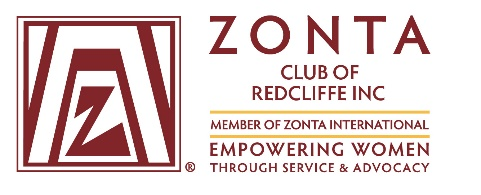 ZONTA
CLUB OF
REDCLIFFE INC
MEMBER OF ZONTA INTERNATIONAL
EMPOWERING WOMEN
THROUGH SERVICE & ADVOCACY
®